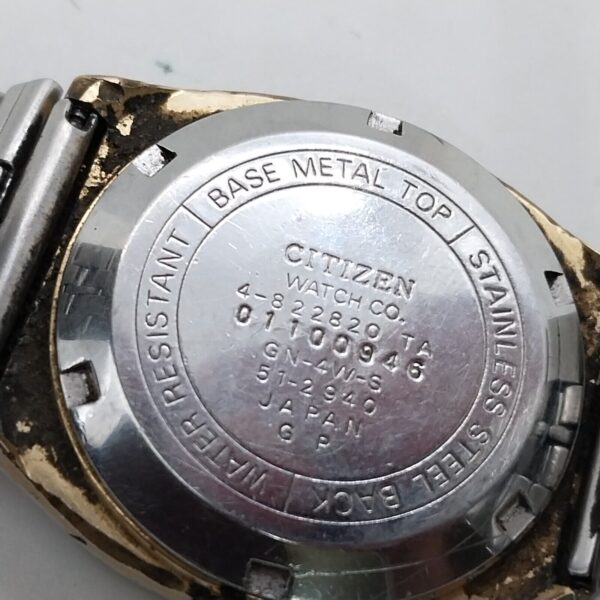 WATER RESISTANT | BASE METAL TOP | STAINLESS STEEL BACK |
CITIZEN
WATCH CO.
4-822820 TA
01100946
GN-4W-S
51-2940
JAPAN
G P